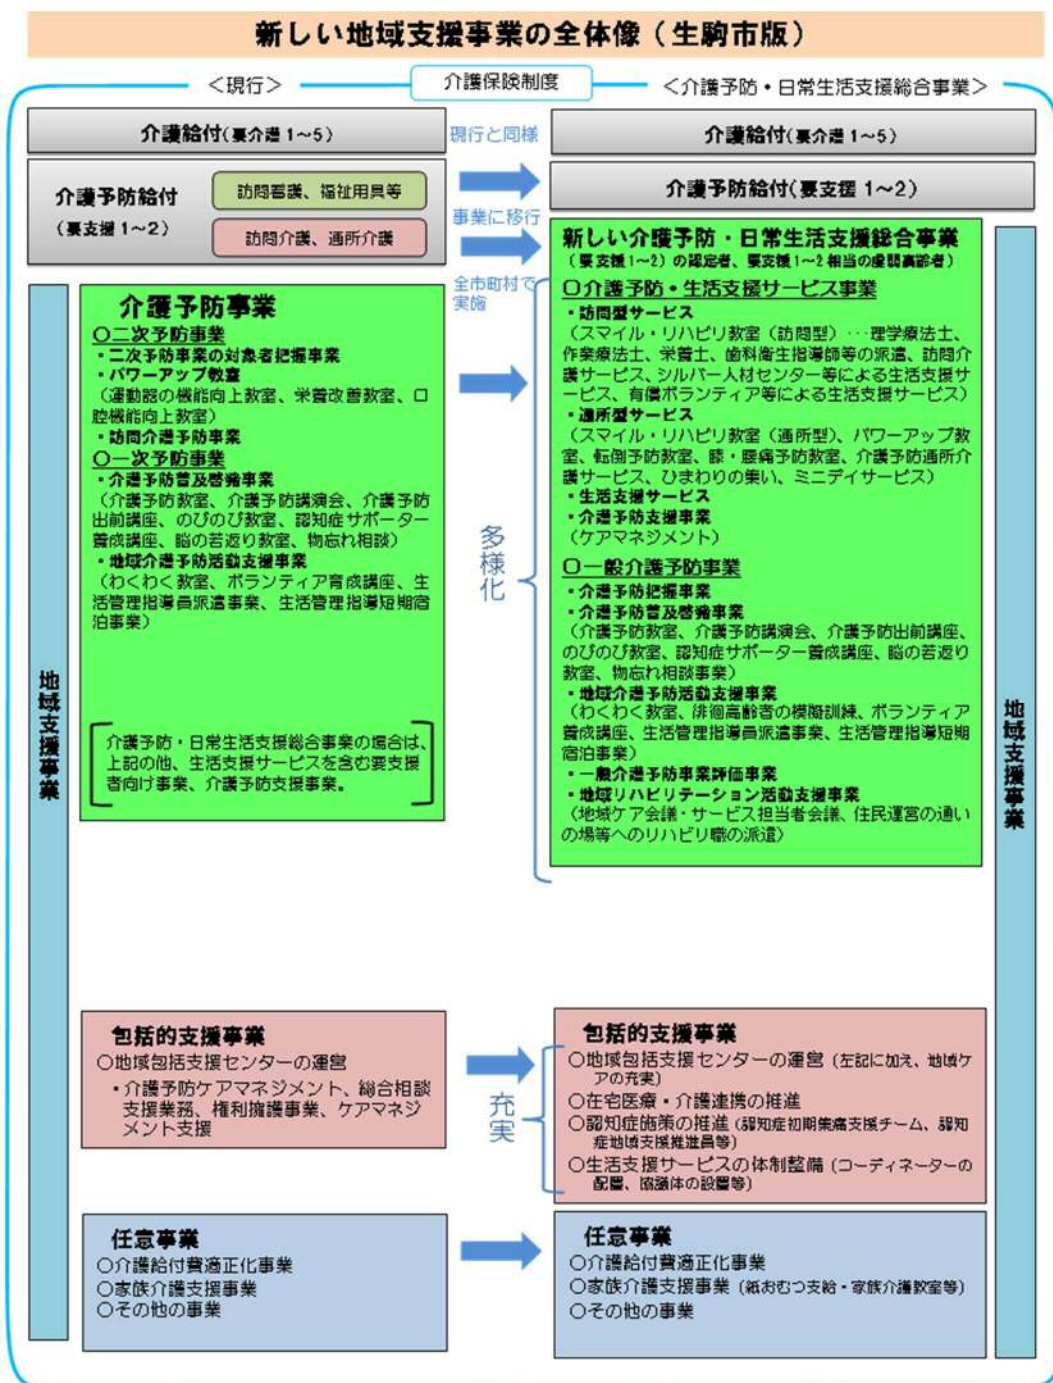 新しい地域支援事業の全体像（生駒市版）
＜現行＞
介護保険制度
＜介護予防・日常生活支援総合事業＞
介護給付（要介護１～５）
現行と同様
介護給付（要介護１～５）
介護予防給付
（要支援１～２）
訪問看護、福祉用具等
訪問介護、通所介護
事業に移行
介護予防給付（要支援１～２）
全市町村で
実施
地域支援事業
介護予防事業
○二次予防事業
・二次予防事業の対象者把握事業
・パワーアップ教室
（運動器の機能向上教室、栄養改善教室、口
腔機能向上教室）
・訪問介護予防事業
○一次予防事業
・介護予防普及啓発事業
（介護予防教室、介護予防講演会、介護予防
出前講座、のびのび教室、認知症サポーター
養成講座、脳の若返り教室、物忘れ相談）
・地域介護予防活動支援事業
（わくわく教室、ボランティア育成講座、生
活管理指導員派遣事業、生活管理指導短期宿
泊事業）
介護予防・日常生活支援総合事業の場合は、
上記の他、生活支援サービスを含む要支援
者向け事業、介護予防支援事業。
多様化
新しい介護予防・日常生活支援総合事業
（要支援１～２）の認定者、要支援１～２相当の虚弱高齢者）
○介護予防・生活支援サービス事業
・訪問型サービス
（スマイル・リハビリ教室（訪問型）…理学療法士、
作業療法士、栄養士、歯科衛生指導師等の派遣、訪問介
護サービス、シルバー人材センター等による生活支援サ
ービス、有償ボランティア等による生活支援サービス）
・通所型サービス
（スマイル・リハビリ教室（通所型）、パワーアップ教
室、転倒予防教室、膝・腰痛予防教室、介護予防通所介
護サービス、ひまわりの集い、ミニデイサービス）
・生活支援サービス
・介護予防支援事業
（ケアマネジメント）
○一般介護予防事業
・介護予防把握事業
・介護予防普及啓発事業
（介護予防教室、介護予防講演会、介護予防出前講座、
のびのび教室、認知症サポーター養成講座、脳の若返り
教室、物忘れ相談事業）
・地域介護予防活動支援事業
（わくわく教室、徘徊高齢者の模擬訓練、ボランティア
養成講座、生活管理指導員派遣事業、生活管理指導短期
宿泊事業）
・一般介護予防事業評価事業
・地域リハビリテーション活動支援事業
（地域ケア会議・サービス担当者会議、住民運営の通い
の場等へのリハビリ職の派遣）
地域支援事業
包括的支援事業
○地域包括支援センターの運営
・介護予防ケアマネジメント、総合相談
支援業務、権利擁護事業、ケアマネジ
メント支援
充実
包括的支援事業
○地域包括支援センターの運営（左記に加え、地域ケ
アの充実）
○在宅医療・介護連携の推進
○認知症施策の推進（認知症初期集痛支援チーム、認知
症地域支援推進員等）
○生活支援サービスの体制整備（コーディネーターの
配置、協議体の設置等）
任意事業
○介護給付費適正化事業
○家族介護支援事業
○その他の事業
任意事業
○介護給付費適正化事業
○家族介護支援事業（紙おむつ支給・家族介護教室等）
○その他の事業